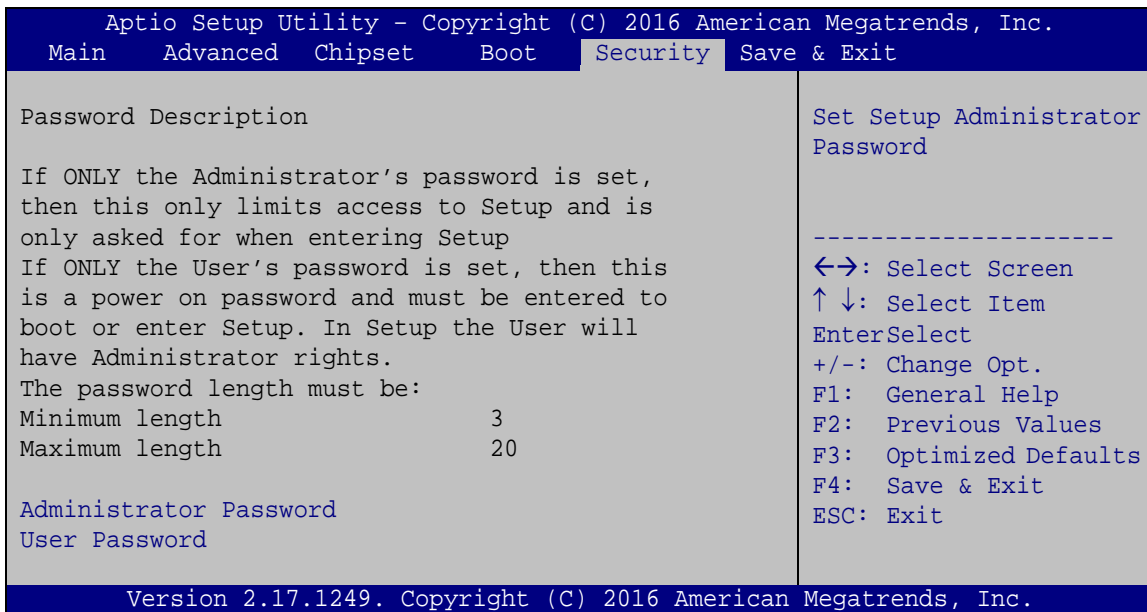 Aptio Setup Utility – Copyright (C) 2016 American Megatrends, Inc.
Main Advanced Chipset Boot Security Save & Exit
Password Description
If ONLY the Administrator’s password is set,
then this only limits access to Setup and is
only asked for when entering Setup
If ONLY the User’s password is set, then this
is a power on password and must be entered to
boot or enter Setup. In Setup the User will
have Administrator rights.
The password length must be:
Minimum length 3
Maximum length 20
Administrator Password
User Password
Set Setup Administrator
Password
---------------------
←→: Select Screen
↑ ↓: Select Item
EnterSelect
+/-: Change Opt.
F1: General Help
F2: Previous Values
F3: Optimized Defaults
F4: Save & Exit
ESC: Exit
Version 2.17.1249. Copyright (C) 2016 American Megatrends, Inc.